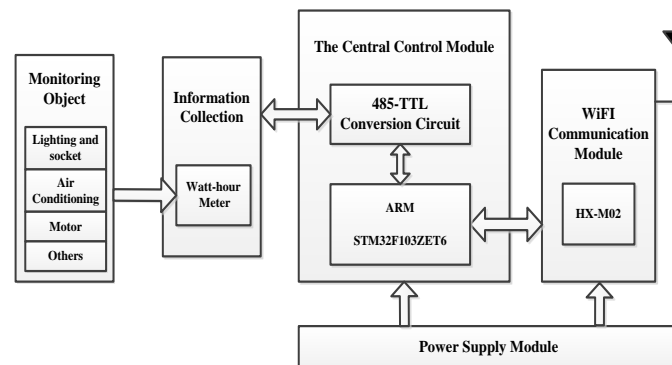 Monitoring
Object
Lighting and
socket
Air
Conditioning
Motor
Others
Information
Collection
Watt-hour
Meter
The Central Control Module
485-TTL
Conversion Circuit
ARM
STM32F103ZET6
WiFI
Communication
Module
HX-M02
Power Supply Module